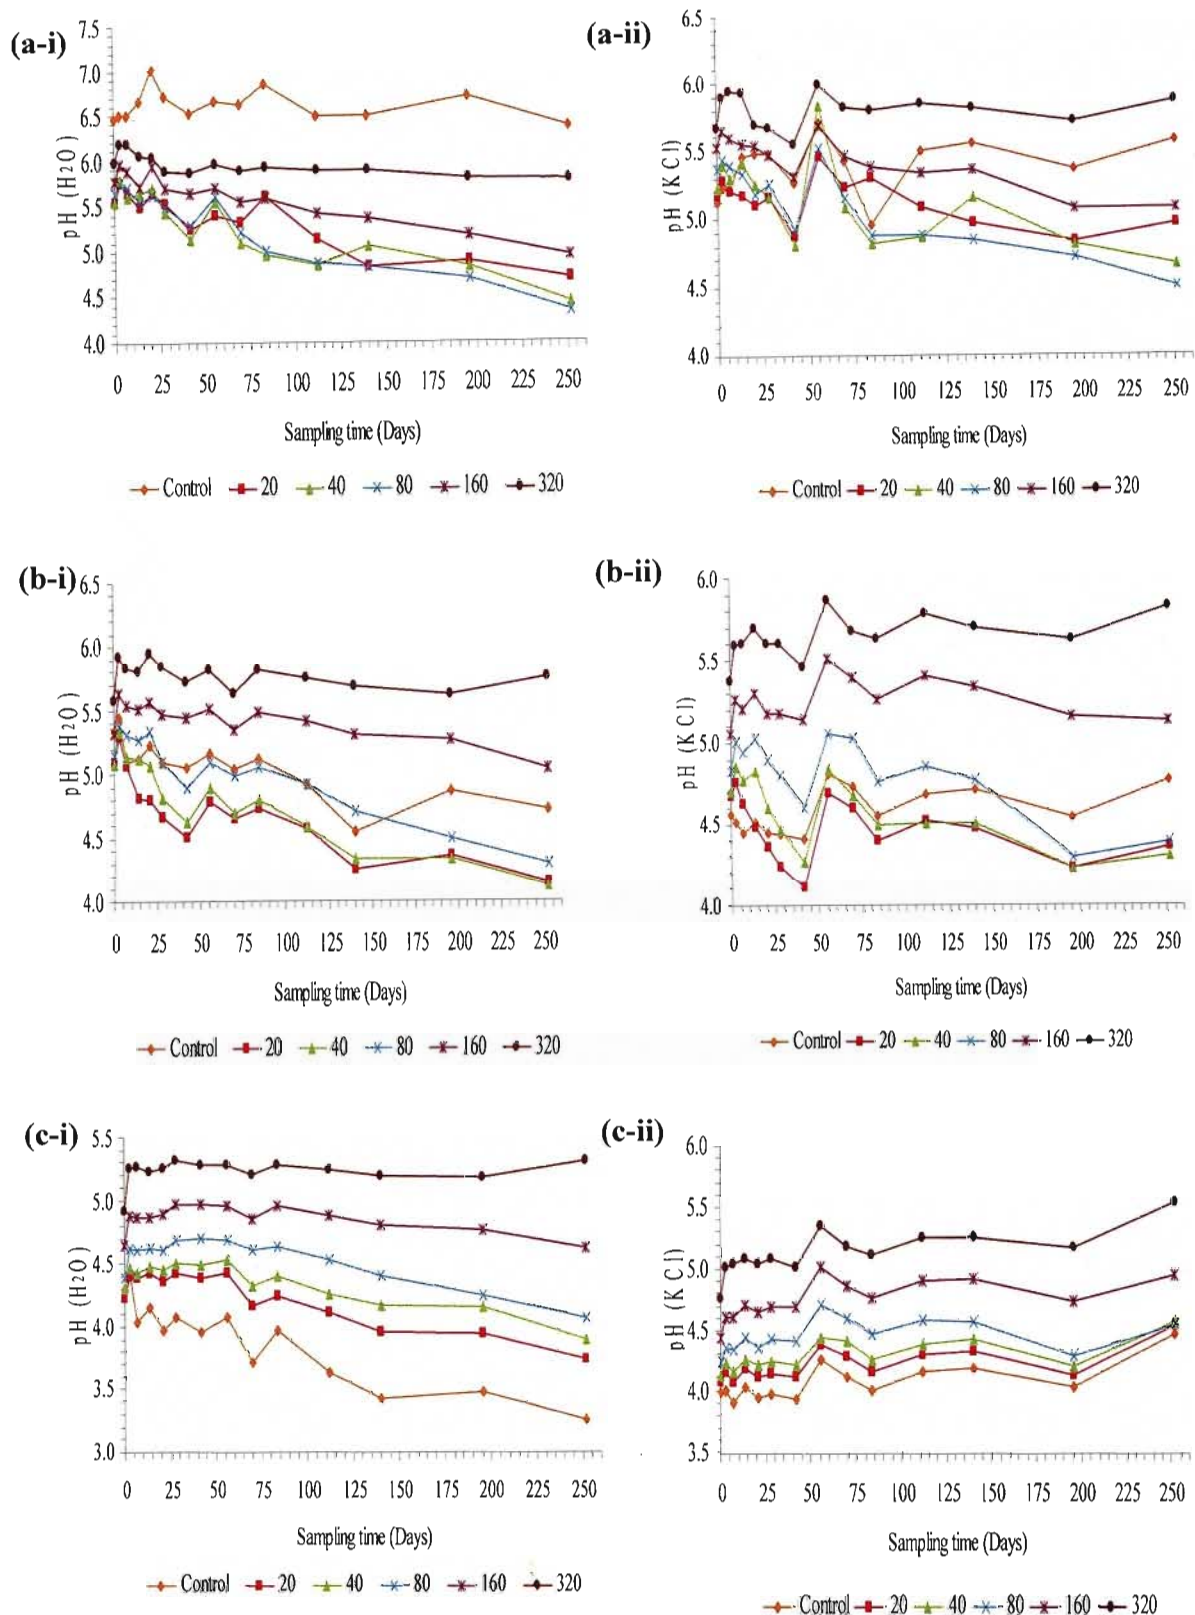 (a-i)
7.5
7.0
6.5
6.0
5.5
5.0
4.5
4.0
pH (H2O)
0 25 50 75 100 125 150 175 200 225 250
Sampling time (Days)
Control 20 40 80 160 320
(a-ii)
6.5
6.0
5.5
5.0
4.5
4.0
pH (KCl)
0 25 50 75 100 125 150 175 200 225 250
Sampling time (Days)
Control 20 40 80 160 320
(b-i)
6.5
6.0
5.5
5.0
4.5
4.0
pH (H2O)
0 25 50 75 100 125 150 175 200 225 250
Sampling time (Days)
Control 20 40 80 160 320
(b-ii)
6.0
5.5
5.0
4.5
4.0
pH (KCl)
0 25 50 75 100 125 150 175 200 225 250
Sampling time (Days)
Control 20 40 80 160 320
(c-i)
5.5
5.0
4.5
4.0
3.5
3.0
pH (H2O)
0 25 50 75 100 125 150 175 200 225 250
Sampling time (Days)
Control 20 40 80 160 320
(c-ii)
6.0
5.5
5.0
4.5
4.0
3.5
pH (KCl)
0 25 50 75 100 125 150 175 200 225 250
Sampling time (Days)
Control 20 40 80 160 320